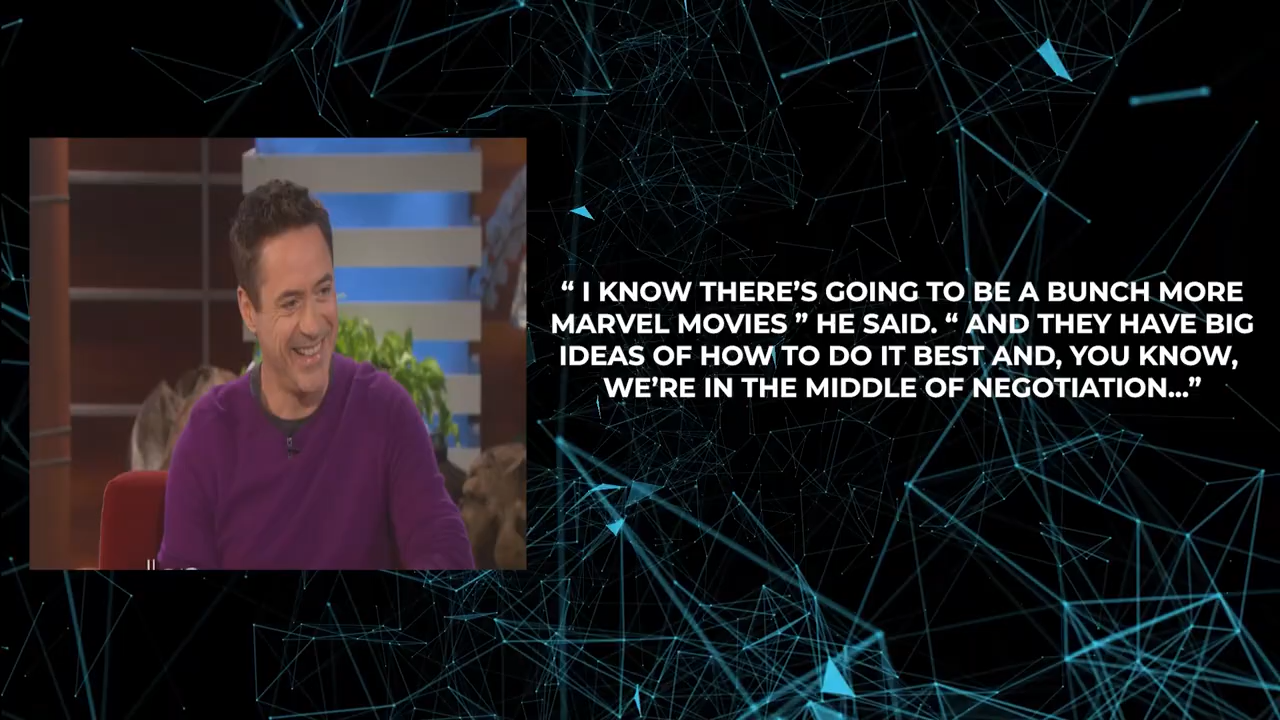 “ I KNOW THERE’S GOING TO BE A BUNCH MORE
MARVEL MOVIES ” HE SAID. “ AND THEY HAVE BIG
IDEAS OF HOW TO DO IT BEST AND, YOU KNOW,
WE’RE IN THE MIDDLE OF NEGOTIATION...”